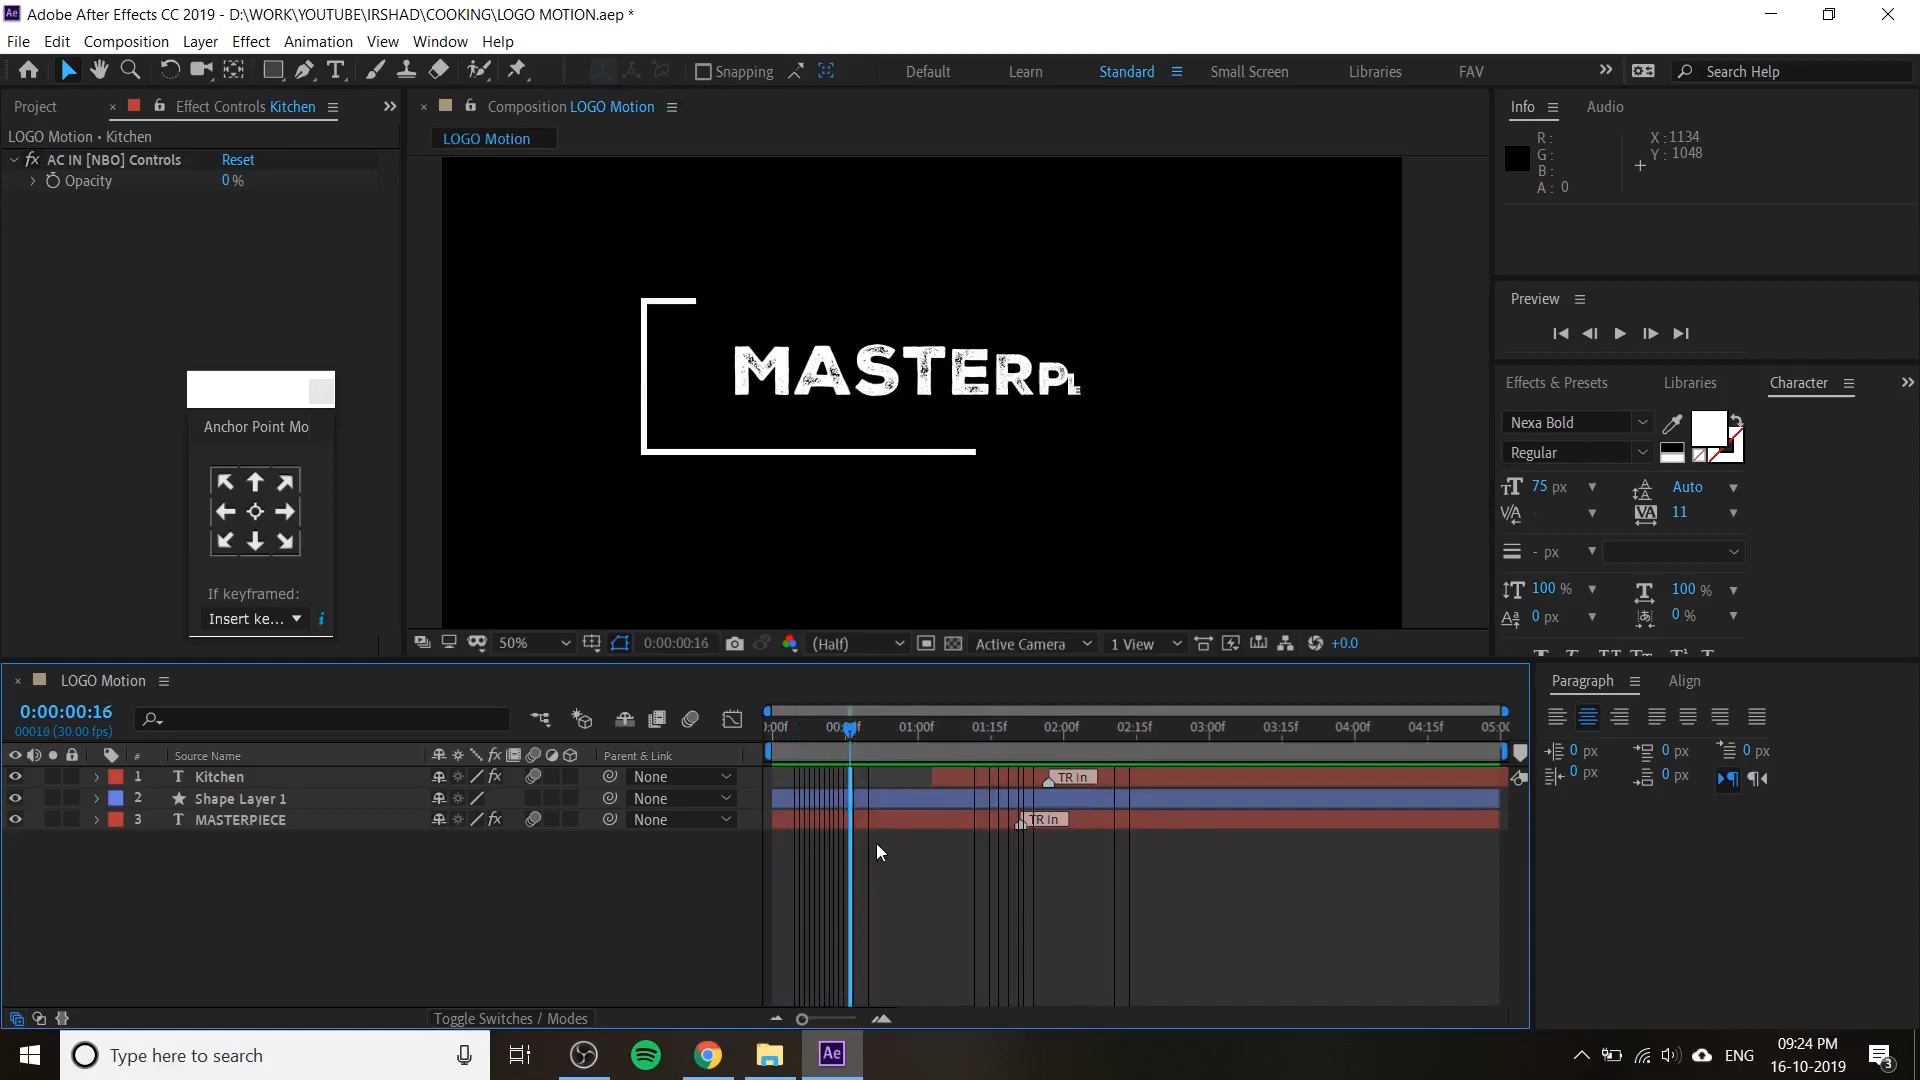 Adobe After Effects CC 2019 - D:\WORK\YOUTUBE\IRSHAD\COOKING\LOGO MOTION.aep *
File Edit Composition Layer Effect Animation View Window Help
Snapping Default Learn Standard Small Screen Libraries FAV Search Help
Project Effect Controls Kitchen Composition LOGO Motion Info Audio
LOGO Motion • Kitchen
LOGO Motion
AC IN [NBO] Controls Reset
Opacity 0 %
R :
G :
B :
A : 0
X : 1134
Y : 1048
MASTERPIE
Preview
Effects & Presets Libraries Character
Nexa Bold
Regular
75 px Auto
11
- px
100 % 100 %
0 px 0 %
Anchor Point Mo
If keyframed:
Insert ke...
50% 0:00:00:16 (Half) Active Camera 1 View +0.0
LOGO Motion
0:00:00:16
00016 (30.00 fps)
01:00f 01:15f 02:00f 02:15f 03:00f 03:15f 04:00f 04:15f
# Source Name Parent & Link
1 T Kitchen None TR In
2 Shape Layer 1 None
3 T MASTERPIECE None TR In
Toggle Switches / Modes
Paragraph Align
0 px 0 px 0 px
0 px 0 px
Type here to search
Ae
ENG
09:24 PM
16-10-2019
3